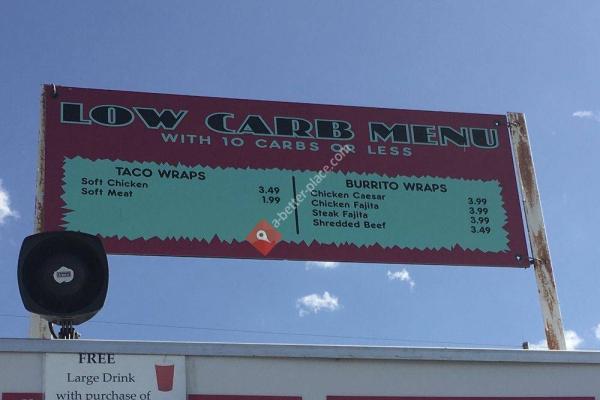 LOW CARB MENU
WITH 10 CARBS OR LESS
TACO WRAPS
Soft Chicken 3.49
Soft Meat 1.99
BURRITO WRAPS
Chicken Caesar 3.99
Chicken Fajita 3.99
Steak Fajita 3.99
Shredded Beef 3.49
a-better-place.com
FREE
Large Drink
with purchase of